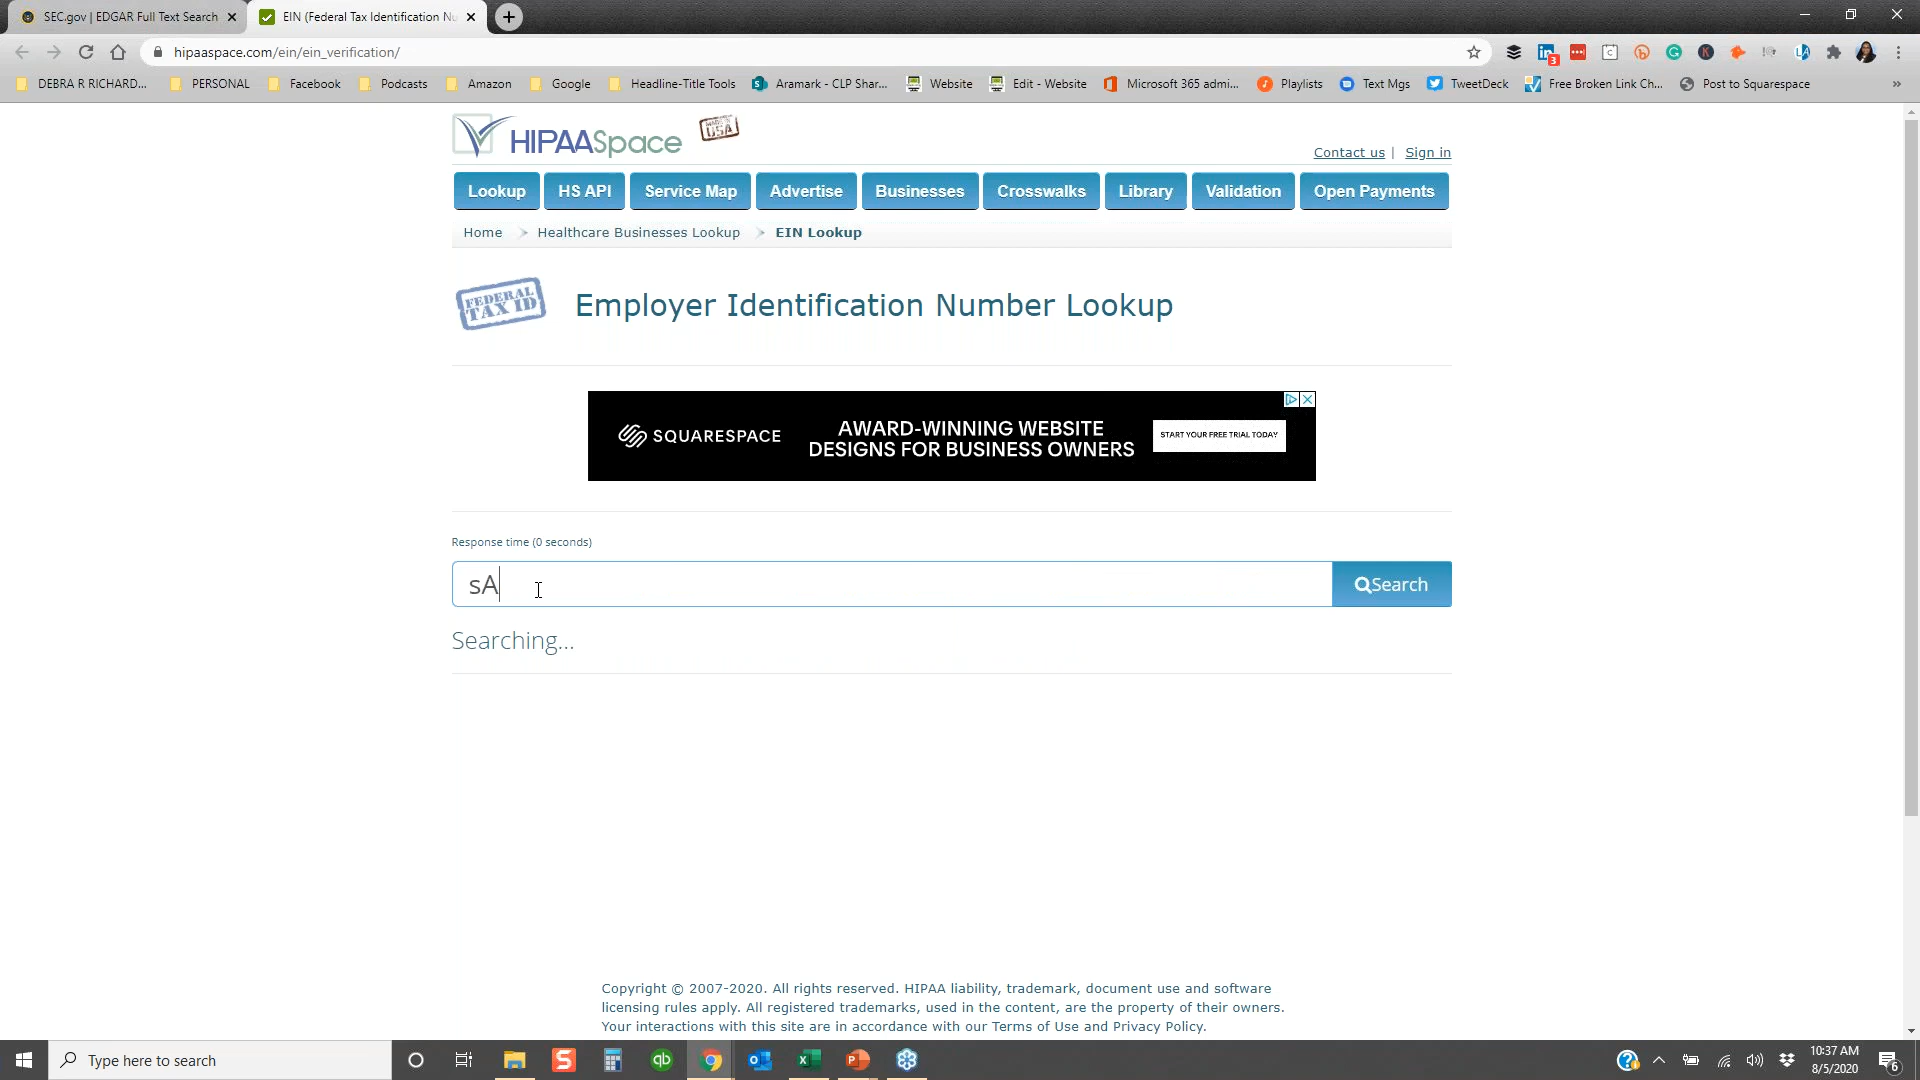 SEC.gov | EDGAR Full Text Search
EIN (Federal Tax Identification Nu
hipaaspace.com/ein/ein_verification/
3
DEBRA R RICHARD...
PERSONAL
Facebook
Podcasts
Amazon
Google
Headline-Title Tools
Aramark - CLP Shar...
Website
Edit - Website
Microsoft 365 admi...
Playlists
Text Mgs
TweetDeck
Free Broken Link Ch...
Post to Squarespace
HIPAASpace
MADE IN
USA
Contact us | Sign in
Lookup
HS API
Service Map
Advertise
Businesses
Crosswalks
Library
Validation
Open Payments
Home
Healthcare Businesses Lookup
EIN Lookup
FEDERAL
TAX ID
Employer Identification Number Lookup
SQUARESPACE
AWARD-WINNING WEBSITE
DESIGNS FOR BUSINESS OWNERS
START YOUR FREE TRIAL TODAY
Response time (0 seconds)
sA
Search
Searching...
Copyright © 2007-2020. All rights reserved. HIPAA liability, trademark, document use and software
licensing rules apply. All registered trademarks, used in the content, are the property of their owners.
Your interactions with this site are in accordance with our Terms of Use and Privacy Policy.
Type here to search
10:37 AM
8/5/2020
6